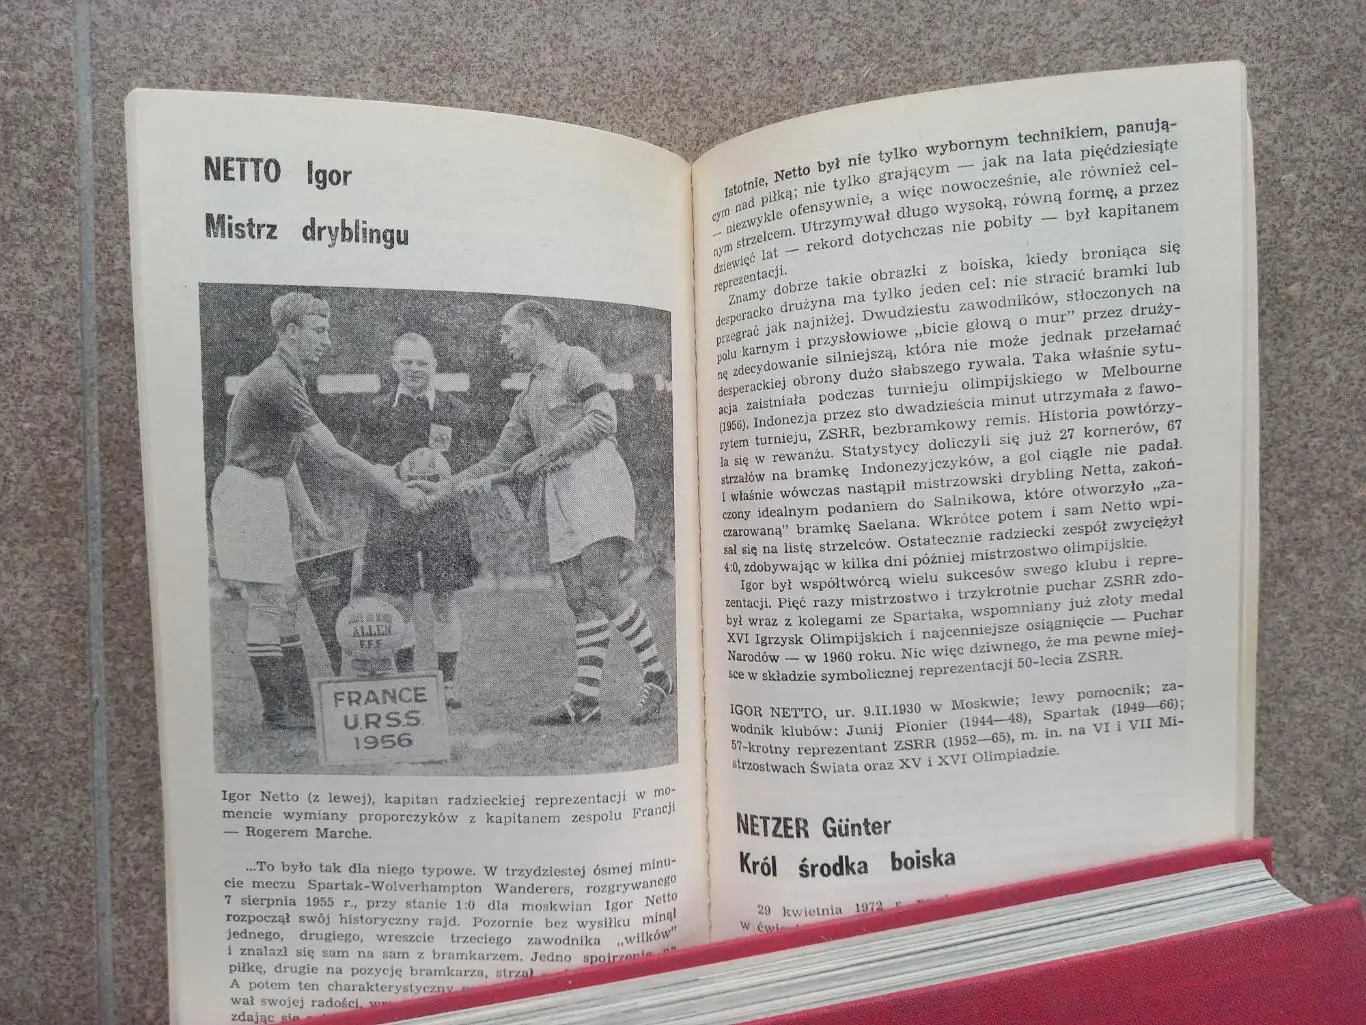 NETTO Igor
Mistrz dryblingu
ALLEN
F.F.F.
FRANCE
U.R.S.S.
1956
Igor Netto (z lewej), kapitan radzieckiej reprezentacji w mo-
mencie wymiany proporczyków z kapitanem zespołu Francji
— Rogerem Marche.
...To było tak dla niego typowe. W trzydziestej ósmej minu-
cie meczu Spartak-Wolverhampton Wanderers, rozgrywanego
7 sierpnia 1955 r., przy stanie 1:0 dla moskwian Igor Netto
rozpoczął swój historyczny rajd. Pozornie bez wysiłku minął
jednego, drugiego, wreszcie trzeciego zawodnika „wilków”
i znalazł się sam na sam z bramkarzem. Jedno spojrzenie
piłkę, drugie na pozycję bramkarza, strzał
A potem ten charakterystyczny
wał swojej radości,
zdając się
Istotnie, Netto był nie tylko wybornym technikiem, panują-
cym nad piłką; nie tylko grającym — jak na lata pięćdziesiąte
— niezwykle ofensywnie, a więc nowocześnie, ale również cel-
nym strzelcem. Utrzymywał długo wysoką, równą formę, a przez
dziewięć lat — rekord dotychczas nie pobity — był kapitanem
reprezentacji.
Znamy dobrze takie obrazki z boiska, kiedy broniąca się
desperacko drużyna ma tylko jeden cel: nie stracić bramki lub
przegrać jak najniżej. Dwudziestu zawodników, stłoczonych na
polu karnym i przysłowiowe „bicie głową o mur” przez druży-
nę zdecydowanie silniejszą, która nie może jednak przełamać
desperackiej obrony dużo słabszego rywala. Taka właśnie sytu-
acja zaistniała podczas turnieju olimpijskiego w Melbourne
(1956). Indonezja przez sto dwadzieścia minut utrzymała z fawo-
rytem turnieju, ZSRR, bezbramkowy remis. Historia powtórzy-
ła się w rewanżu. Statystycy doliczyli się już 27 kornerów, 67
strzałów na bramkę Indonezyjczyków, a gol ciągle nie padał.
I właśnie wówczas nastąpił mistrzowski drybling Netta, zakoń-
czony idealnym podaniem do Salnikowa, które otworzyło „za-
czarowaną” bramkę Saelana. Wkrótce potem i sam Netto wpi-
sał się na listę strzelców. Ostatecznie radziecki zespół zwyciężył
4:0, zdobywając w kilka dni później mistrzostwo olimpijskie.
Igor był współtwórcą wielu sukcesów swego klubu i repre-
zentacji. Pięć razy mistrzostwo i trzykrotnie puchar ZSRR zdo-
był wraz z kolegami ze Spartaka, wspomniany już złoty medal
XVI Igrzysk Olimpijskich i najcenniejsze osiągnięcie — Puchar
Narodów — w 1960 roku. Nic więc dziwnego, że ma pewne miej-
sce w składzie symbolicznej reprezentacji 50-lecia ZSRR.
IGOR NETTO, ur. 9.II.1930 w Moskwie; lewy pomocnik; za-
wodnik klubów: Junij Pionier (1944—48), Spartak (1949—66);
57-krotny reprezentant ZSRR (1952—65), m. in. na VI i VII Mi-
strzostwach Świata oraz XV i XVI Olimpiadzie.
NETZER Günter
Król środka boiska
29 kwietnia 1972 r.
w